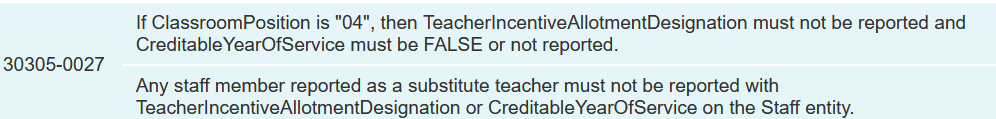 If ClassroomPosition is "04", then TeacherIncentiveAllotmentDesignation must not be reported and
CreditableYearOfService must be FALSE or not reported.
30305-0027
Any staff member reported as a substitute teacher must not be reported with
TeacherIncentiveAllotmentDesignation or CreditableYearOfService on the Staff entity.